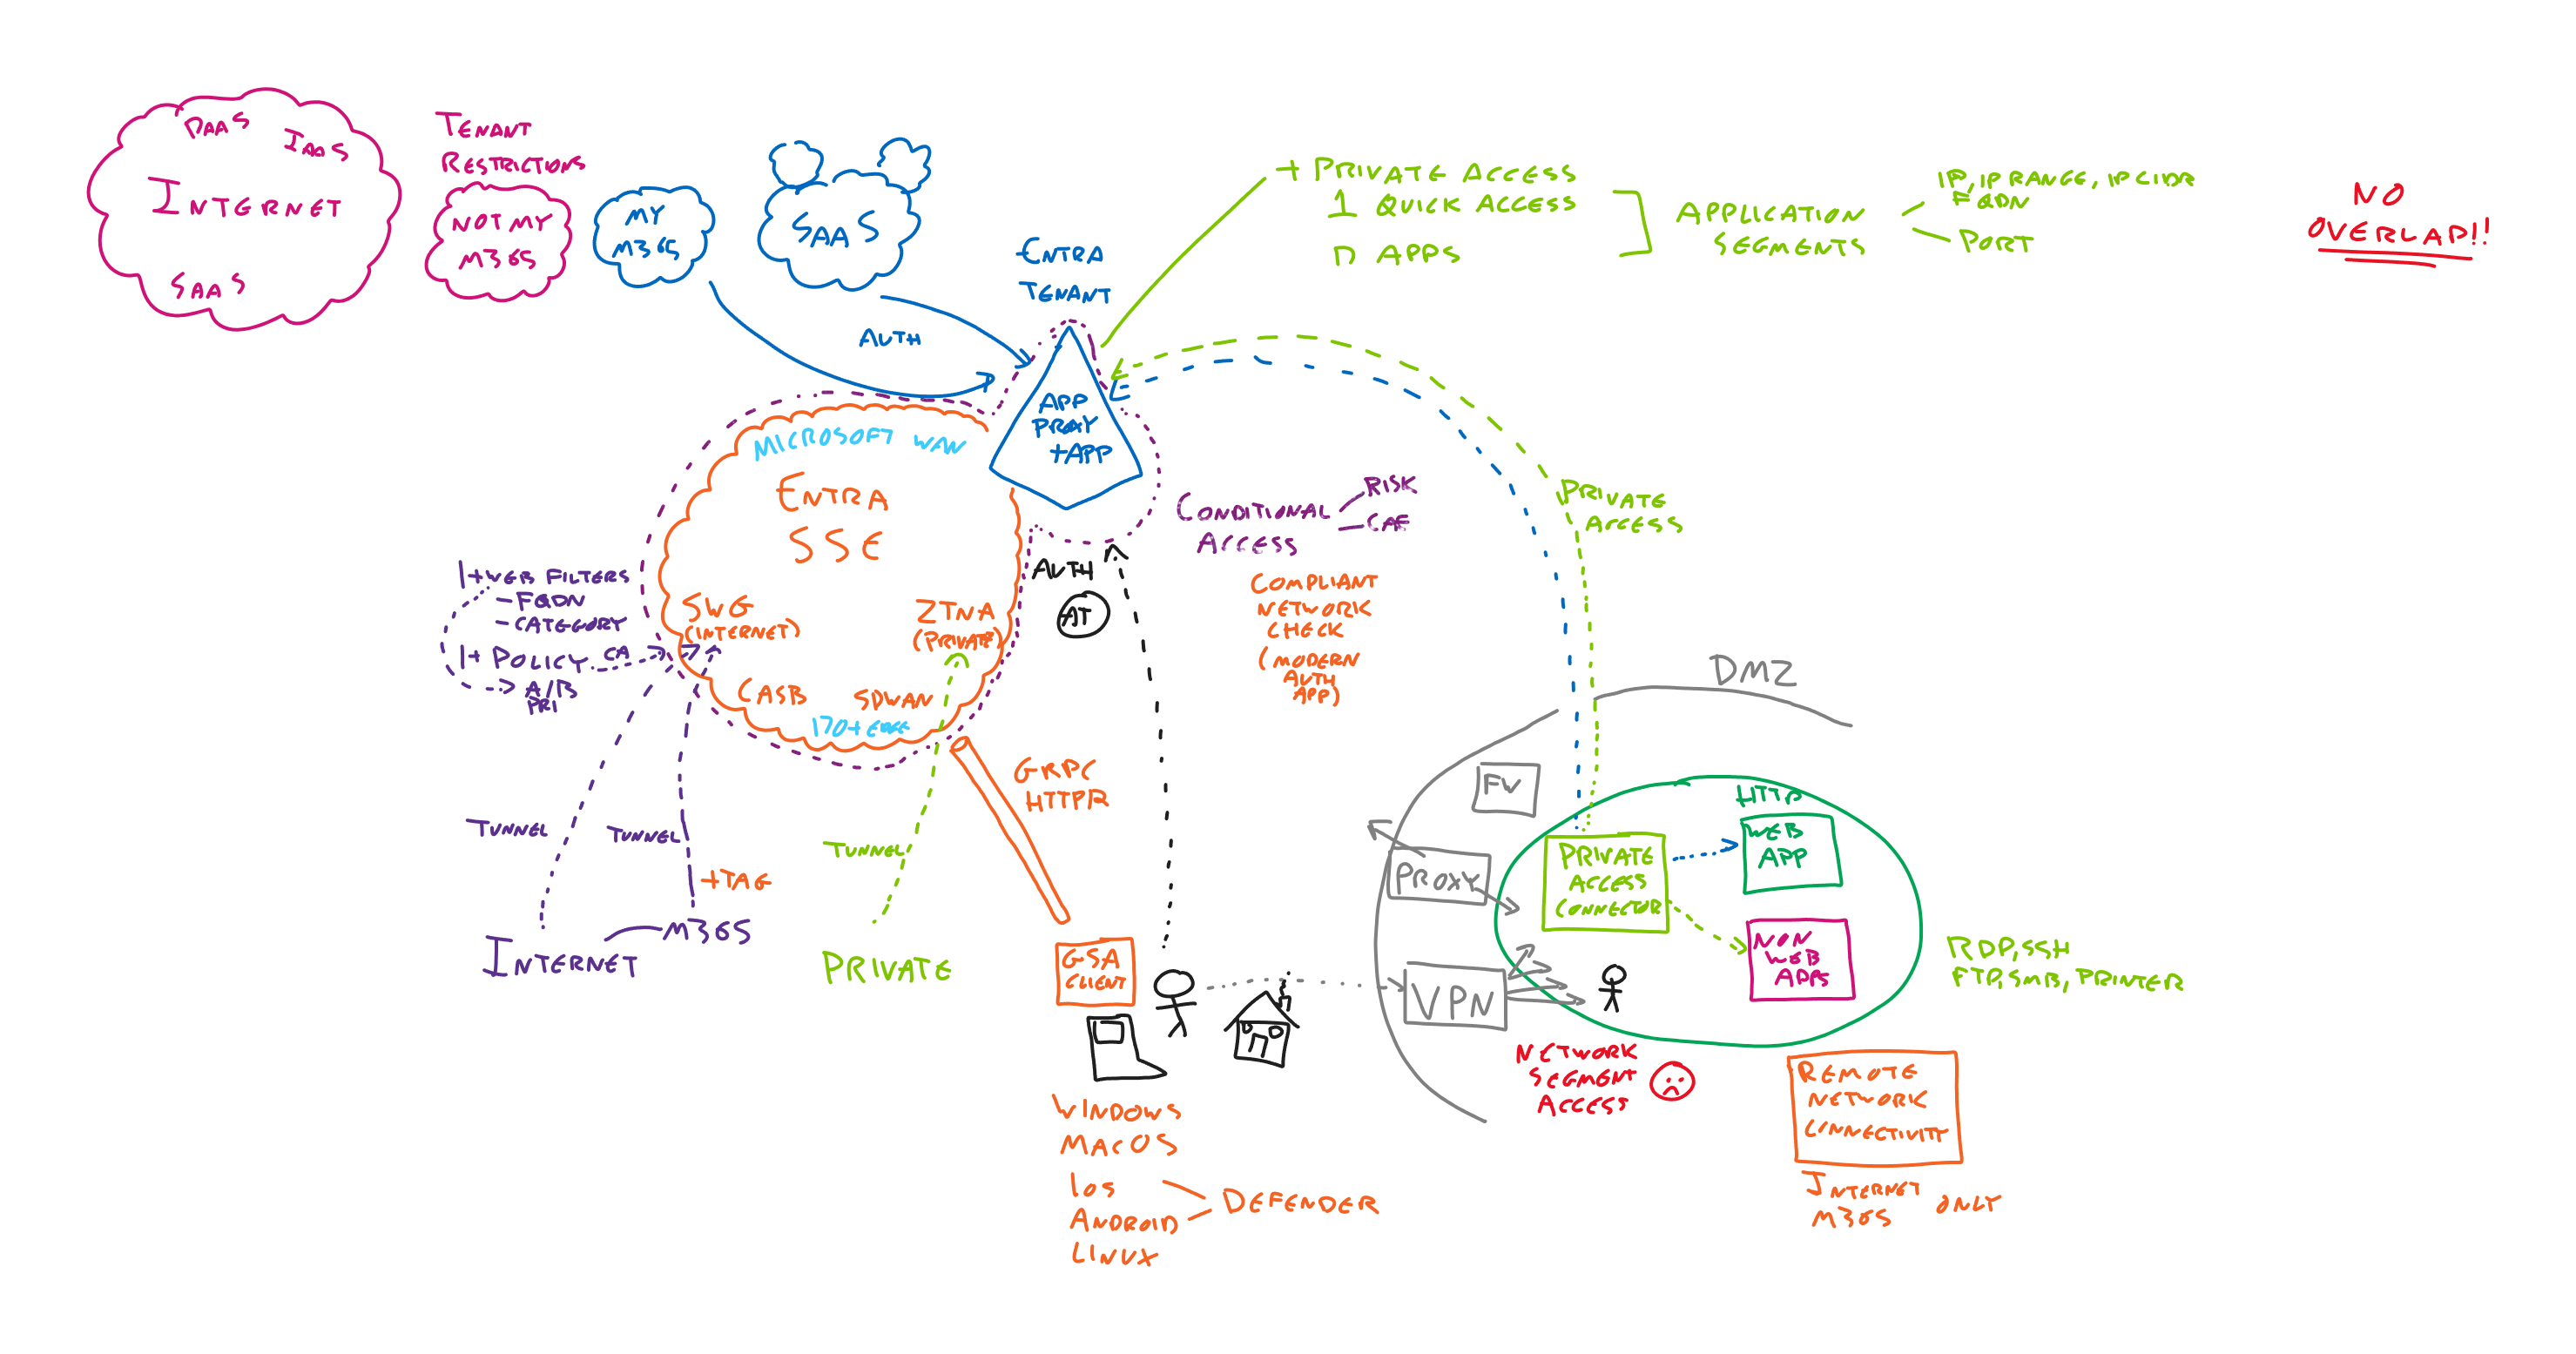 PAAS
IAAS
INTERNET
SAAS
TENANT
RESTRICTIONS
NOT MY
M365
MY
M365
SAAS
AUTH
ENTRA
TENANT
+ PRIVATE ACCESS
1 QUICK ACCESS
n APPS
APPLICATION
SEGMENTS
IP, IP RANGE, IP CIDR
FQDN
PORT
NO
OVERLAP!!
APP
PROXY
+APP
MICROSOFT WAN
ENTRA
SSE
SWG
(INTERNET)
ZTNA
(PRIVATE)
CASB
SDWAN
170+ EDGE
1+ WEB FILTERS
- FQDN
- CATEGORY
1+ POLICY
CA
A/B
PRI
AUTH
AT
CONDITIONAL
ACCESS
RISK
CAE
COMPLIANT
NETWORK
CHECK
(MODERN
AUTH
APP)
PRIVATE
ACCESS
DMZ
TUNNEL
TUNNEL
+TAG
INTERNET
M365
TUNNEL
PRIVATE
GRPC
HTTPR
GSA
CLIENT
WINDOWS
MACOS
IOS
ANDROID
LINUX
DEFENDER
FW
PROXY
VPN
PRIVATE
ACCESS
CONNECTOR
HTTP
WEB
APP
NON
WEB
APPS
RDP, SSH
FTP, SMB, PRINTER
NETWORK
SEGMENT
ACCESS
REMOTE
NETWORK
CONNECTIVITY
INTERNET
M365
ONLY